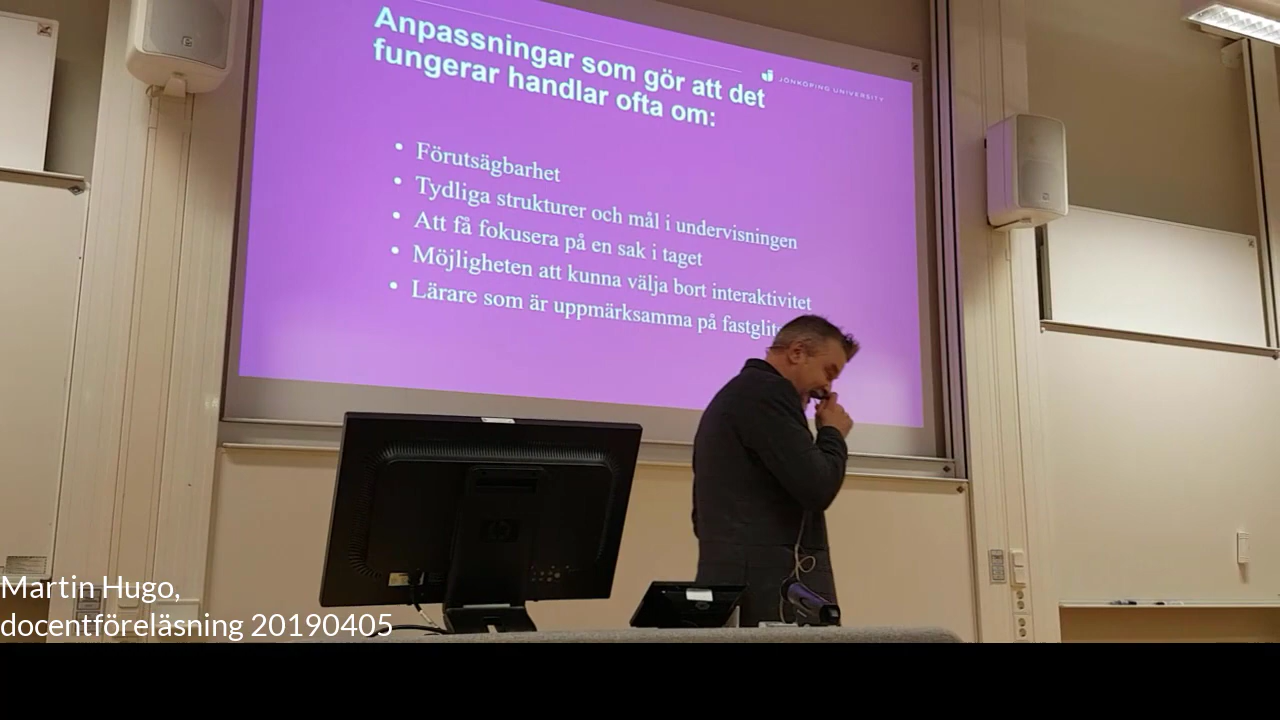 Anpassningar som gör att det
fungerar handlar ofta om:
JÖNKÖPING UNIVERSITY
• Förutsägbarhet
• Tydliga strukturer och mål i undervisningen
• Att få fokusera på en sak i taget
• Möjligheten att kunna välja bort interaktivitet
• Lärare som är uppmärksamma på
Martin Hugo,
docentföreläsning 20190405